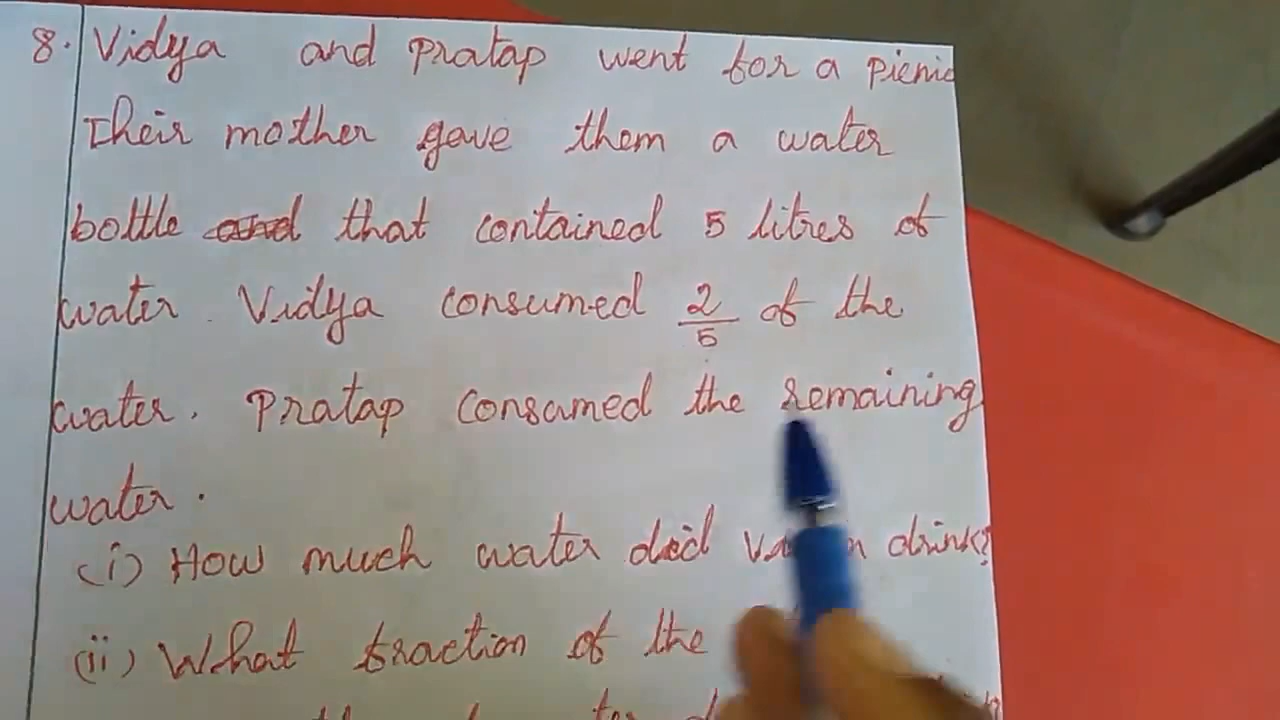 8. Vidya and Pratap went for a picnic
Their mother gave them a water
bottle and that contained 5 litres of
water. Vidya consumed 2/5 of the
water. Pratap consumed the remaining
water.
(i) How much water did drink?
(ii) What fraction of the